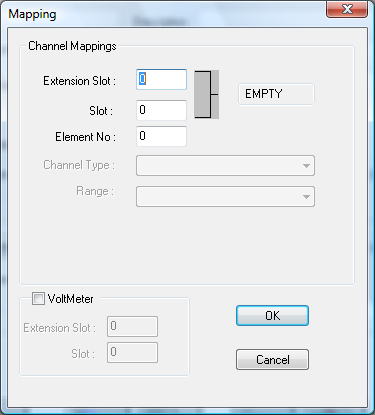 Mapping
Channel Mappings
Extension Slot : 0
EMPTY
Slot : 0
Element No : 0
Channel Type :
Range :
VoltMeter
Extension Slot : 0
Slot : 0
OK
Cancel